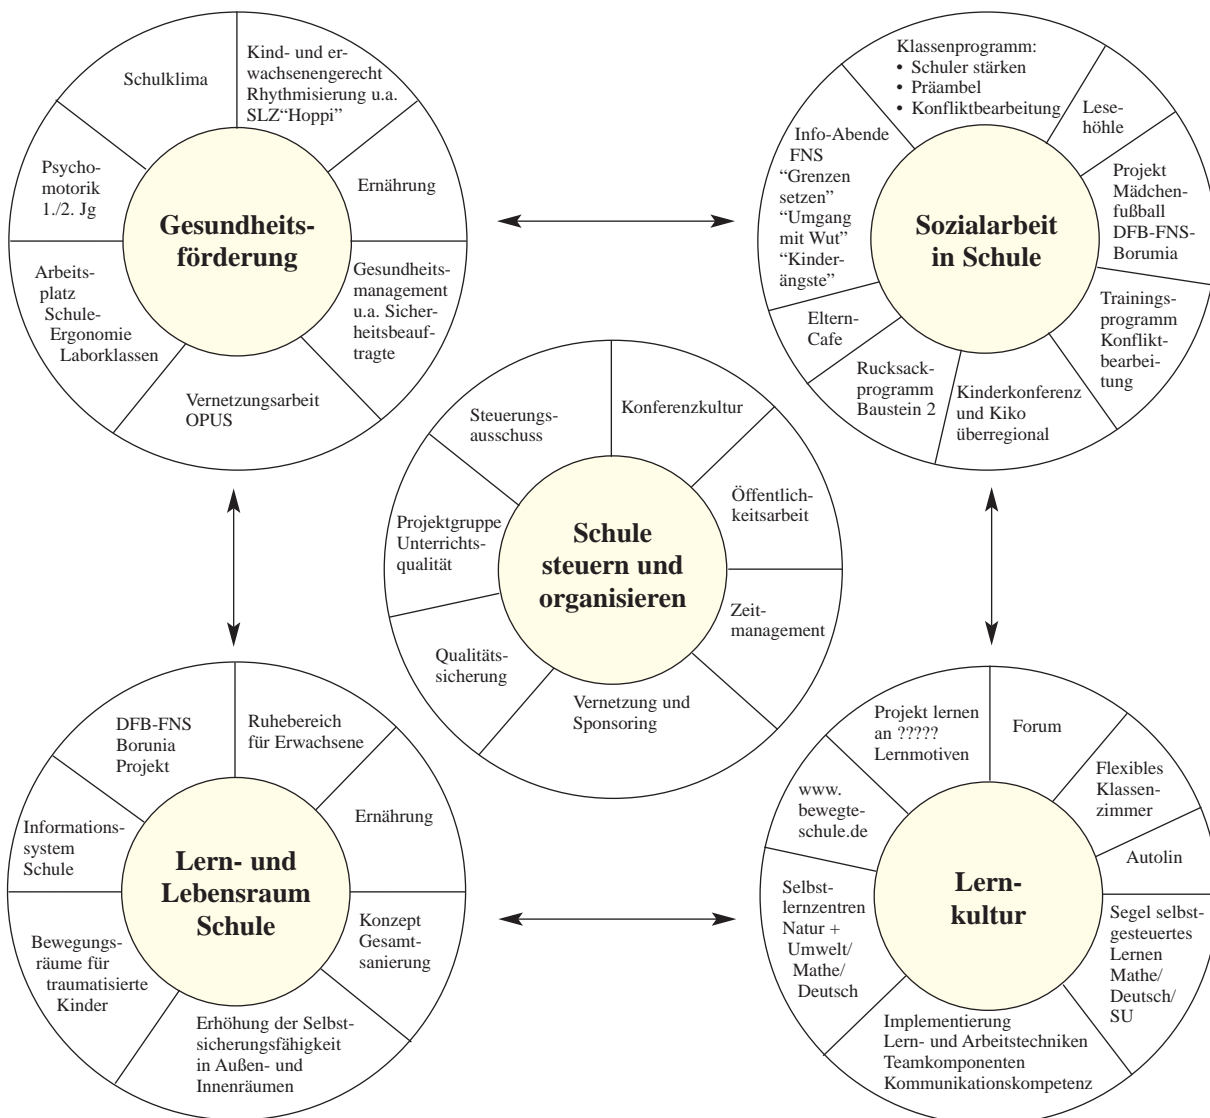 Schulklima
Kind- und er-
wachsenengerecht
Rhythmisierung u.a.
SLZ“Hoppi”
Ernährung
Gesundheits-
management
u.a. Sicher-
heitsbeauf-
tragte
Vernetzungsarbeit
OPUS
Arbeits-
platz
Schule-
Ergonomie
Laborklassen
Psycho-
motorik
1./2. Jg
Gesundheits-
förderung
Klassenprogramm:
• Schuler stärken
• Präambel
• Konfliktbearbeitung
Lese-
höhle
Projekt
Mädchen-
fußball
DFB-FNS-
Borumia
Trainings-
programm
Konflikt-
bearbei-
tung
Kinderkonferenz
und Kiko
überregional
Rucksack-
programm
Baustein 2
Eltern-
Cafe
Info-Abende
FNS
“Grenzen
setzen”
“Umgang
mit Wut”
“Kinder-
ängste”
Sozialarbeit
in Schule
Steuerungs-
ausschuss
Konferenzkultur
Öffentlich-
keitsarbeit
Zeit-
management
Vernetzung und
Sponsoring
Qualitäts-
sicherung
Projektgruppe
Unterrichts-
qualität
Schule
steuern und
organisieren
DFB-FNS
Borunia
Projekt
Ruhebereich
für Erwachsene
Ernährung
Konzept
Gesamt-
sanierung
Erhöhung der Selbst-
sicherungsfähigkeit
in Außen- und
Innenräumen
Bewegungs-
räume für
traumatisierte
Kinder
Informations-
system
Schule
Lern- und
Lebensraum
Schule
Projekt lernen
an ?????
Lernmotiven
Forum
Flexibles
Klassen-
zimmer
Autolin
Segel selbst-
gesteuertes
Lernen
Mathe/
Deutsch/
SU
Implementierung
Lern- und Arbeitstechniken
Teamkomponenten
Kommunikationskompetenz
Selbst-
lernzentren
Natur +
Umwelt/
Mathe/
Deutsch
www.
bewegte-
schule.de
Lern-
kultur